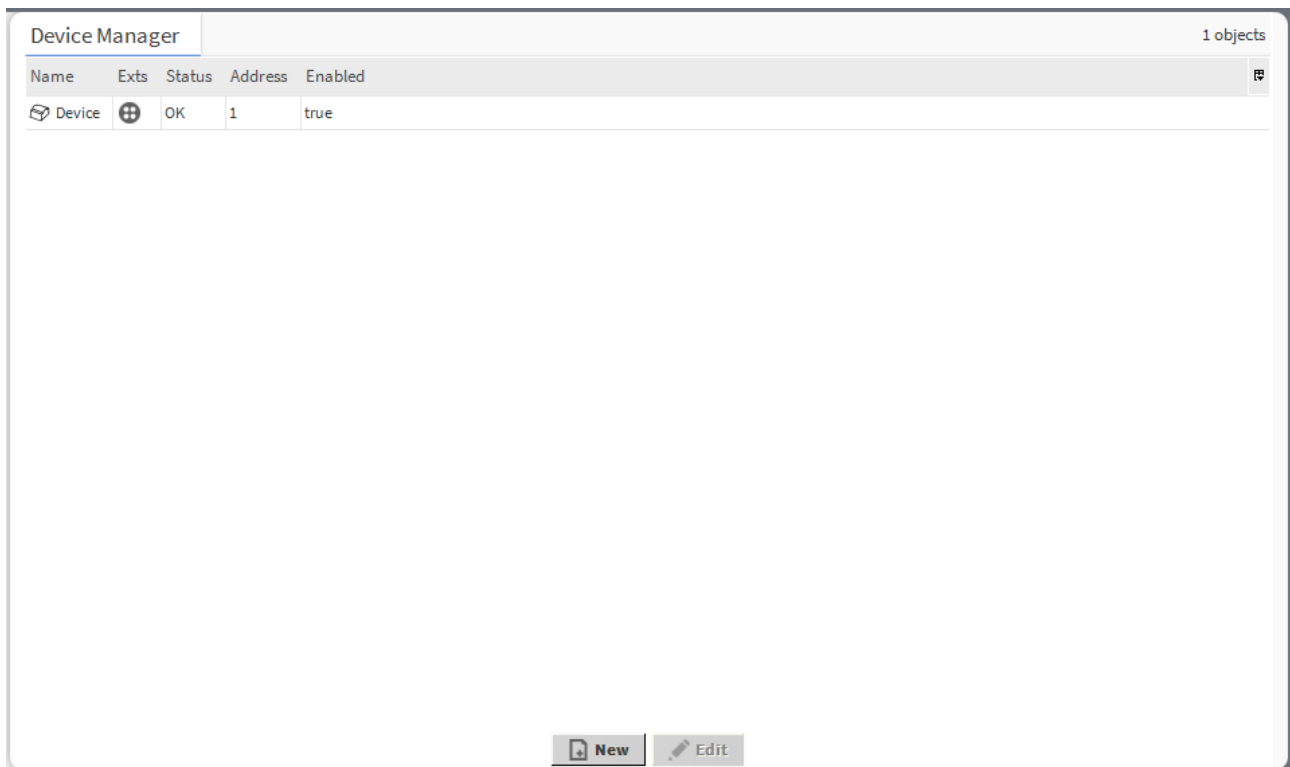 Device Manager 1 objects
Name Exts Status Address Enabled
Device OK 1 true
New Edit